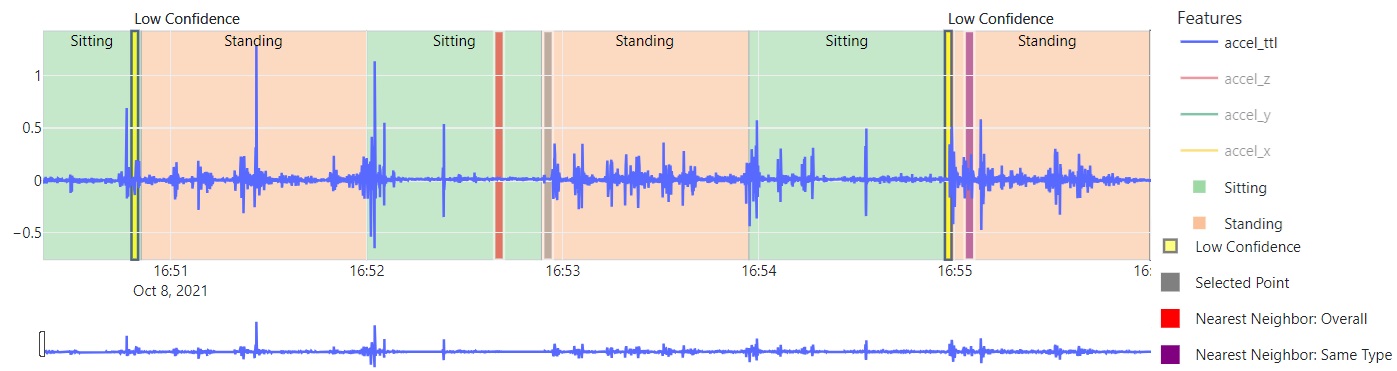 Low Confidence Low Confidence
Features
Sitting Standing Sitting Standing Sitting Standing
accel_ttl
1
accel_z
accel_y
0.5
accel_x
0
Sitting
Standing
−0.5
Low Confidence
16:51 16:52 16:53 16:54 16:55 16:
Oct 8, 2021
Selected Point
Nearest Neighbor: Overall
Nearest Neighbor: Same Type